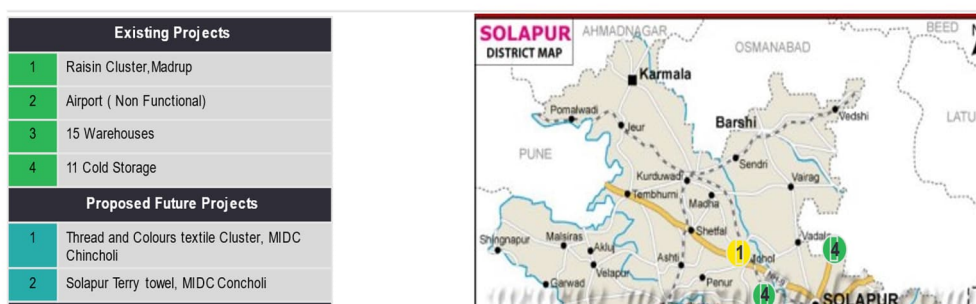 Existing Projects
1 Raisin Cluster,Madrup
2 Airport ( Non Functional)
3 15 Warehouses
4 11 Cold Storage
Proposed Future Projects
1 Thread and Colours textile Cluster, MIDC
Chincholi
2 Solapur Terry towel, MIDC Concholi
SOLAPUR
DISTRICT MAP
AHMADNAGAR
BEED
OSMANABAD
Karmala
Pomalwadi
Jeur
Barshi
Vedshi
LATU
PUNE
Sendri
Kurduwadi
Vairag
Tembhurni
Madha
Shetfal
Shingnapur
Malsiras
Akluj
Vadala
4
1
Mohol
Ashti
Velapur
Penur
Garwad
4
SOLAPUR